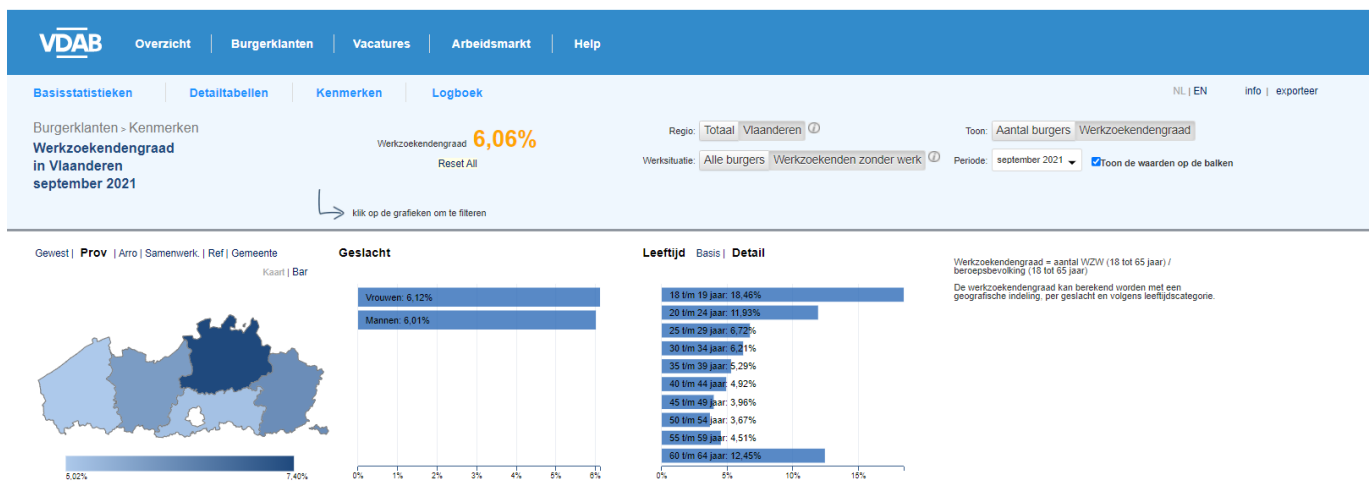 VDAB Overzicht | Burgerklanten | Vacatures | Arbeidsmarkt | Help
Basisstatistieken | Detailtabellen | Kenmerken | Logboek NL | EN info | exporteer
Burgerklanten > Kenmerken
Werkzoekendengraad
in Vlaanderen
september 2021
Werkzoekendengraad 6,06%
Reset All
klik op de grafieken om te filteren
Regio: Totaal Vlaanderen
Werksituatie: Alle burgers Werkzoekenden zonder werk
Toon: Aantal burgers Werkzoekendengraad
Periode: september 2021 Toon de waarden op de balken
Gewest | Prov | Arro | Samenwerk. | Ref | Gemeente
Kaart | Bar
5,02% 7,40%
Geslacht
Vrouwen: 6,12%
Mannen: 6,01%
0% 1% 2% 3% 4% 5% 6%
Leeftijd Basis | Detail
18 t/m 19 jaar: 18,46%
20 t/m 24 jaar: 11,93%
25 t/m 29 jaar: 6,72%
30 t/m 34 jaar: 6,21%
35 t/m 39 jaar: 5,29%
40 t/m 44 jaar: 4,92%
45 t/m 49 jaar: 3,96%
50 t/m 54 jaar: 3,67%
55 t/m 59 jaar: 4,51%
60 t/m 64 jaar: 12,45%
0% 5% 10% 15%
Werkzoekendengraad = aantal WZW (18 tot 65 jaar) /
beroepsbevolking (18 tot 65 jaar)
De werkzoekendengraad kan berekend worden met een
geografische indeling, per geslacht en volgens leeftijdscategorie.